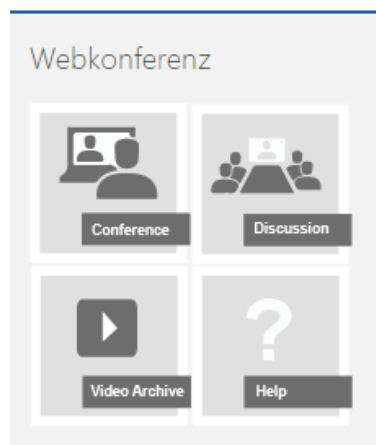 Webkonferenz
Conference
Discussion
Video Archive
?
Help